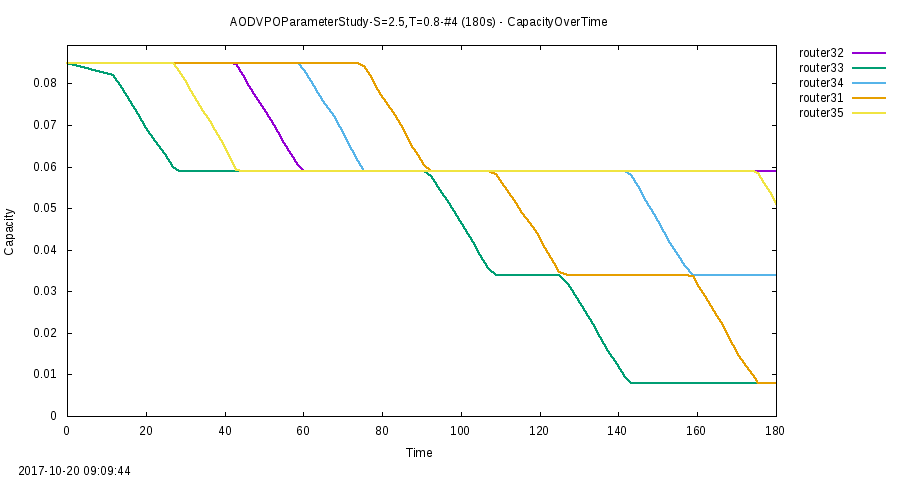 AODVPOParameterStudy-S=2.5,T=0.8-#4 (180s) - CapacityOverTime
router32
router33
router34
router31
router35
0.08
0.07
0.06
0.05
0.04
0.03
0.02
0.01
0
Capacity
0 20 40 60 80 100 120 140 160 180
Time
2017-10-20 09:09:44